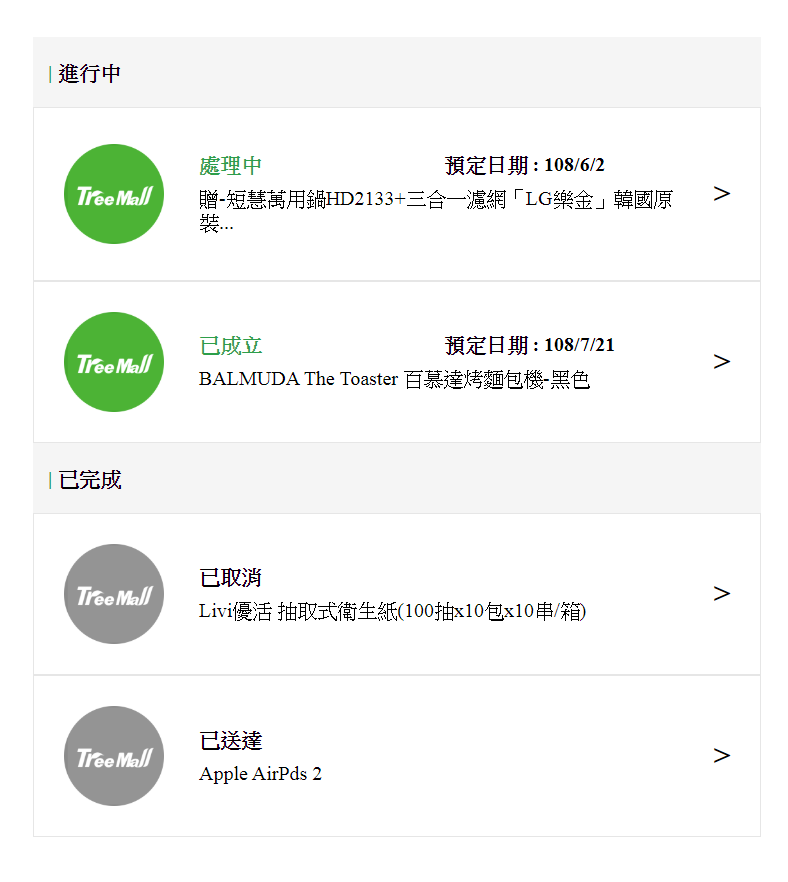 進行中
處理中 預定日期 : 108/6/2
TreeMall
贈-短慧萬用鍋HD2133+三合一濾網「LG樂金」韓國原
裝...
>
已成立 預定日期 : 108/7/21
TreeMall
BALMUDA The Toaster 百慕達烤麵包機-黑色
>
已完成
已取消
TreeMall
Livi優活 抽取式衛生紙(100抽x10包x10串/箱)
>
已送達
TreeMall
Apple AirPds 2
>